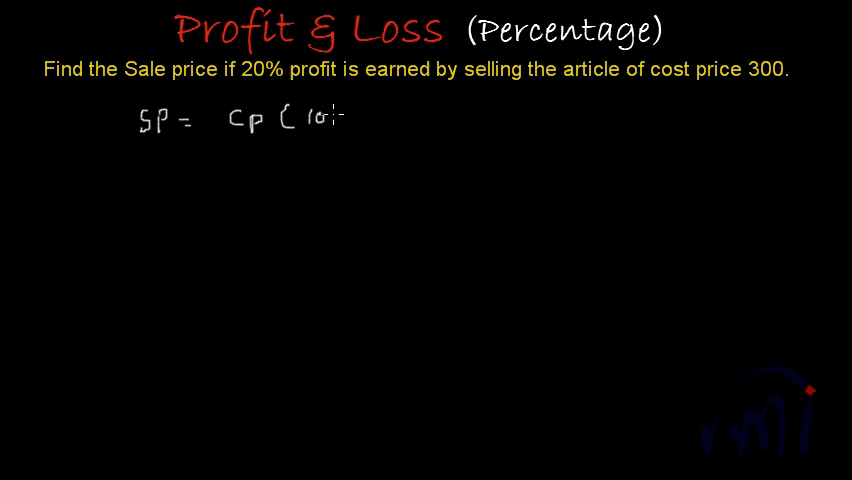 Profit & Loss (Percentage)
Find the Sale price if 20% profit is earned by selling the article of cost price 300.
SP = CP ( 10
rmi